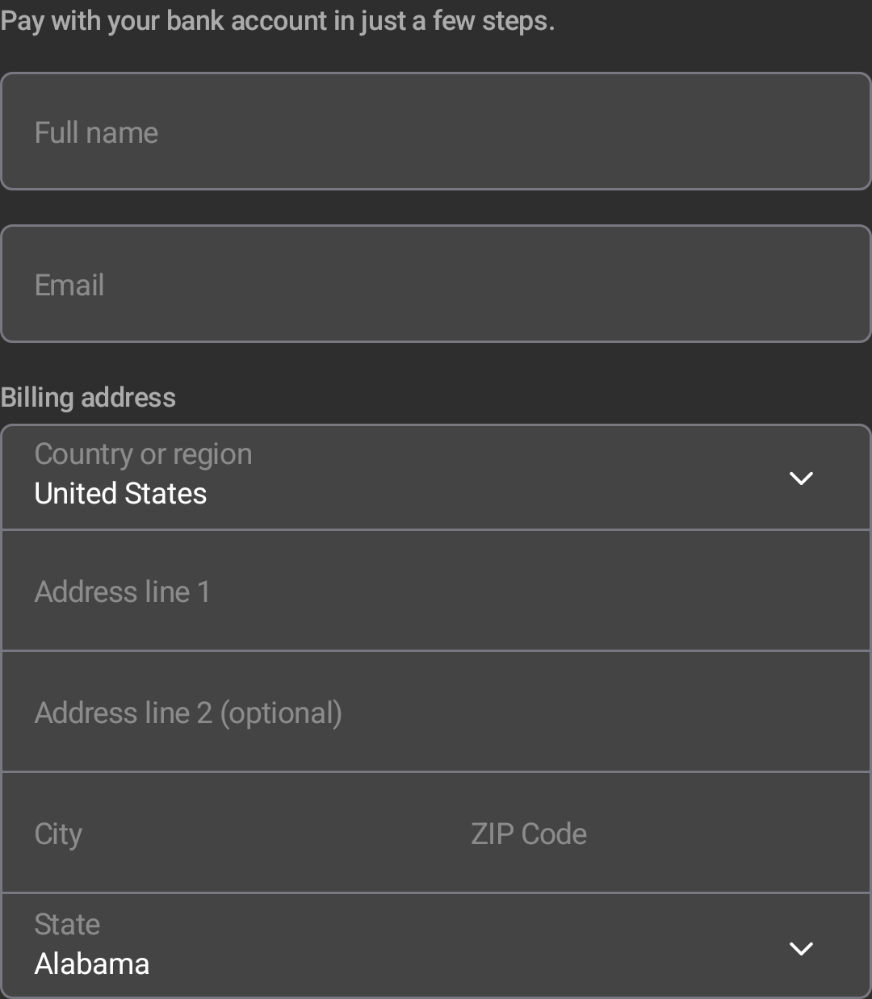 Pay with your bank account in just a few steps.
Full name
Email
Billing address
Country or region
United States
Address line 1
Address line 2 (optional)
City ZIP Code
State
Alabama